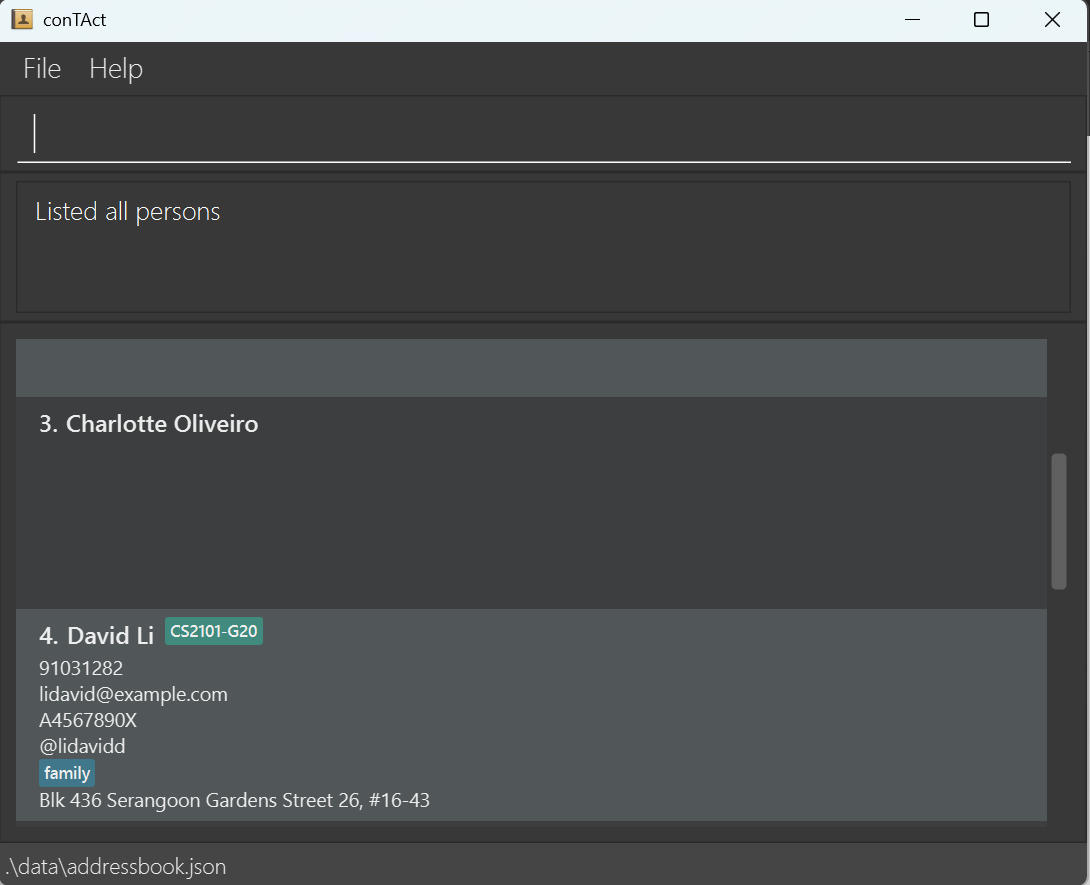 conTAct
File Help
Listed all persons
3. Charlotte Oliveiro
4. David Li CS2101-G20
91031282
lidavid@example.com
A4567890X
@lidavidd
family
Blk 436 Serangoon Gardens Street 26, #16-43
.\data\addressbook.json